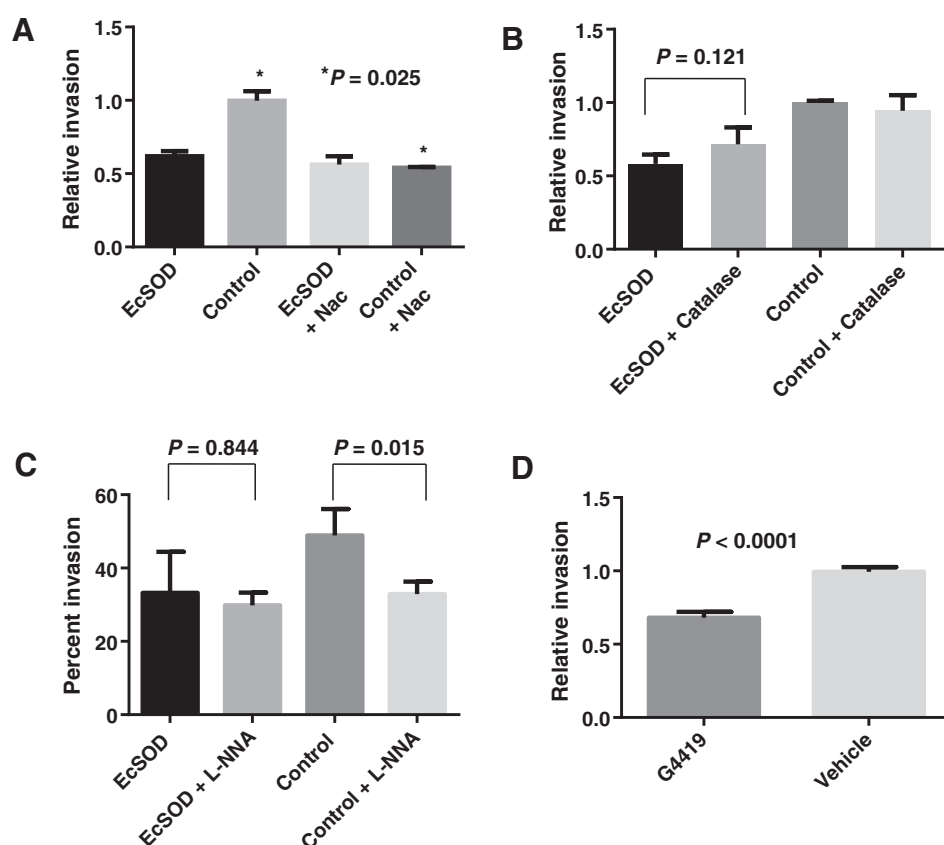 A
Relative invasion
1.5
1.0
0.5
0.0
*
*P = 0.025
*
EcSOD
Control
EcSOD
+ Nac
Control
+ Nac
B
Relative invasion
1.5
1.0
0.5
0.0
P = 0.121
EcSOD
EcSOD + Catalase
Control
Control + Catalase
C
Percent invasion
60
40
20
0
P = 0.844
P = 0.015
EcSOD
EcSOD + L-NNA
Control
Control + L-NNA
D
Relative invasion
1.5
1.0
0.5
0.0
P < 0.0001
G4419
Vehicle